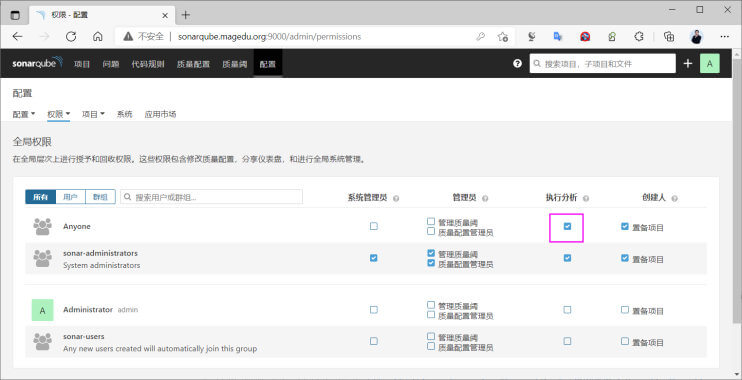 权限 - 配置
不安全 | sonarqube.magedu.org:9000/admin/permissions
sonarqube 项目 问题 代码规则 质量配置 质量阈 配置 搜索项目、子项目和文件 A
配置
配置 权限 项目 系统 应用市场
全局权限
在全局层次上进行授予和回收权限。这些权限包含修改质量配置、分享仪表盘、和进行全局系统管理。
所有 用户 群组 搜索用户或群组... 系统管理员 管理员 执行分析 创建人
Anyone 管理质量阈 质量配置管理员 置备项目
sonar-administrators 管理质量阈 置备项目
System administrators 质量配置管理员
A Administrator admin 管理质量阈 质量配置管理员 置备项目
sonar-users 管理质量阈 置备项目
Any new users created will automatically join this group 质量配置管理员